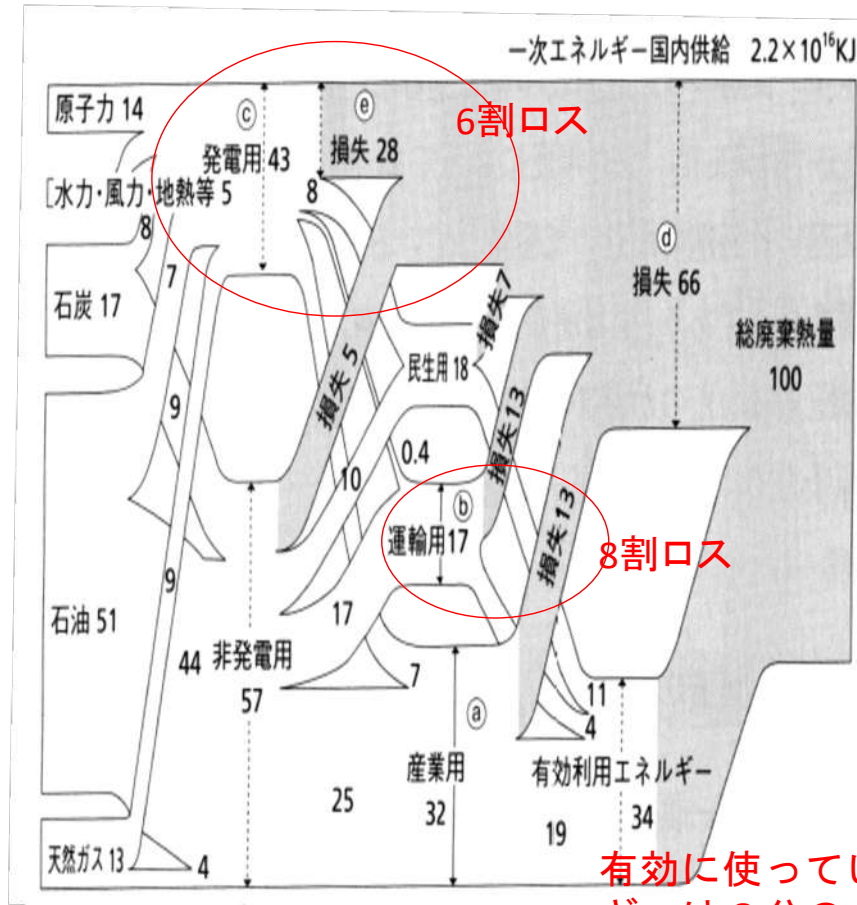 一次エネルギー国内供給 2.2×10¹⁶KJ
原子力 14
ⓒ
発電用 43
ⓔ
損失 28
6割ロス
[水力・風力・地熱等 5
8
8
7
石炭 17
ⓓ
損失 66
総廃棄熱量
100
損失 7
民生用 18
損失 5
9
損失 13
0.4
10
ⓑ
運輸用17
損失 13
8割ロス
9
石油 51
17
44
非発電用
57
7
11
4
ⓐ
産業用
32
有効利用エネルギー
34
25
19
天然ガス 13
4
有効に使ってい